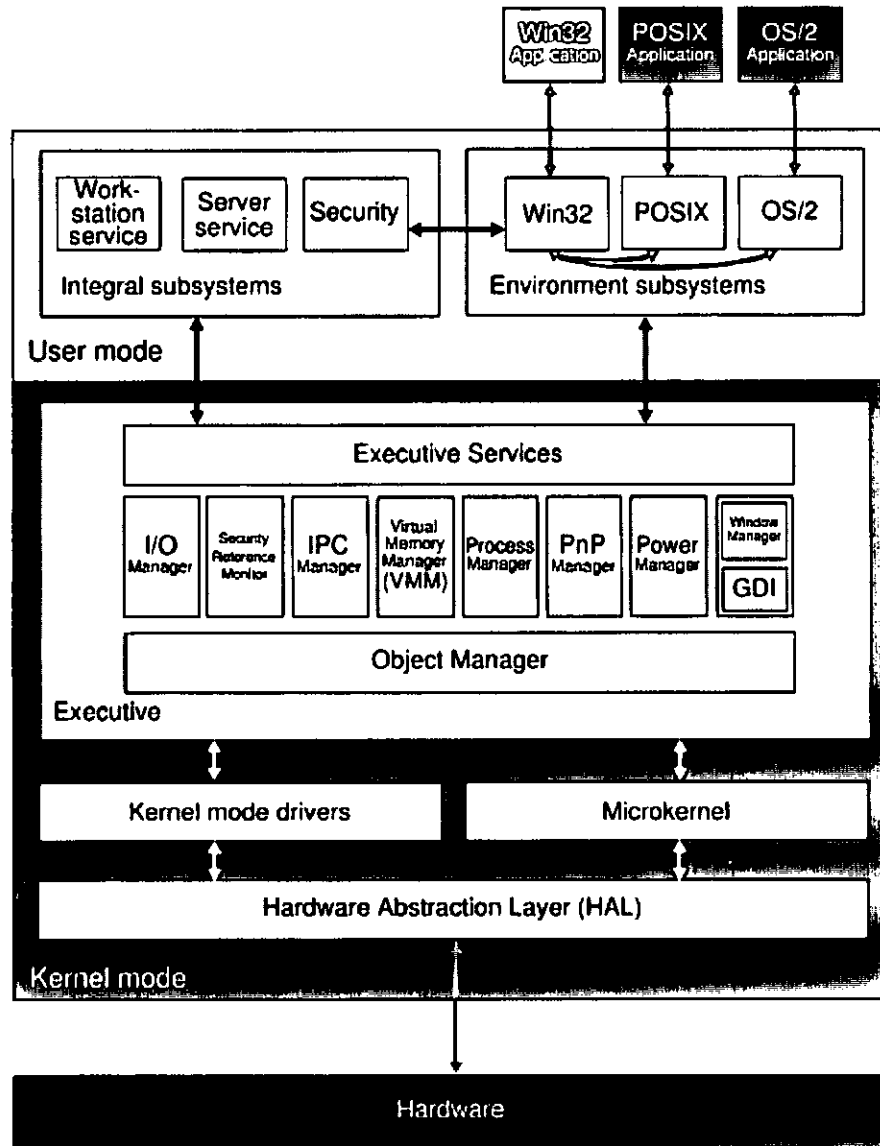 Win32
Application
POSIX
Application
OS/2
Application
Work-
station
service
Server
service
Security
Integral subsystems
Win32
POSIX
OS/2
Environment subsystems
User mode
Executive Services
I/O
Manager
Security
Reference
Monitor
IPC
Manager
Virtual
Memory
Manager
(VMM)
Process
Manager
PnP
Manager
Power
Manager
Window
Manager
GDI
Object Manager
Executive
Kernel mode drivers
Microkernel
Hardware Abstraction Layer (HAL)
Kernel mode
Hardware